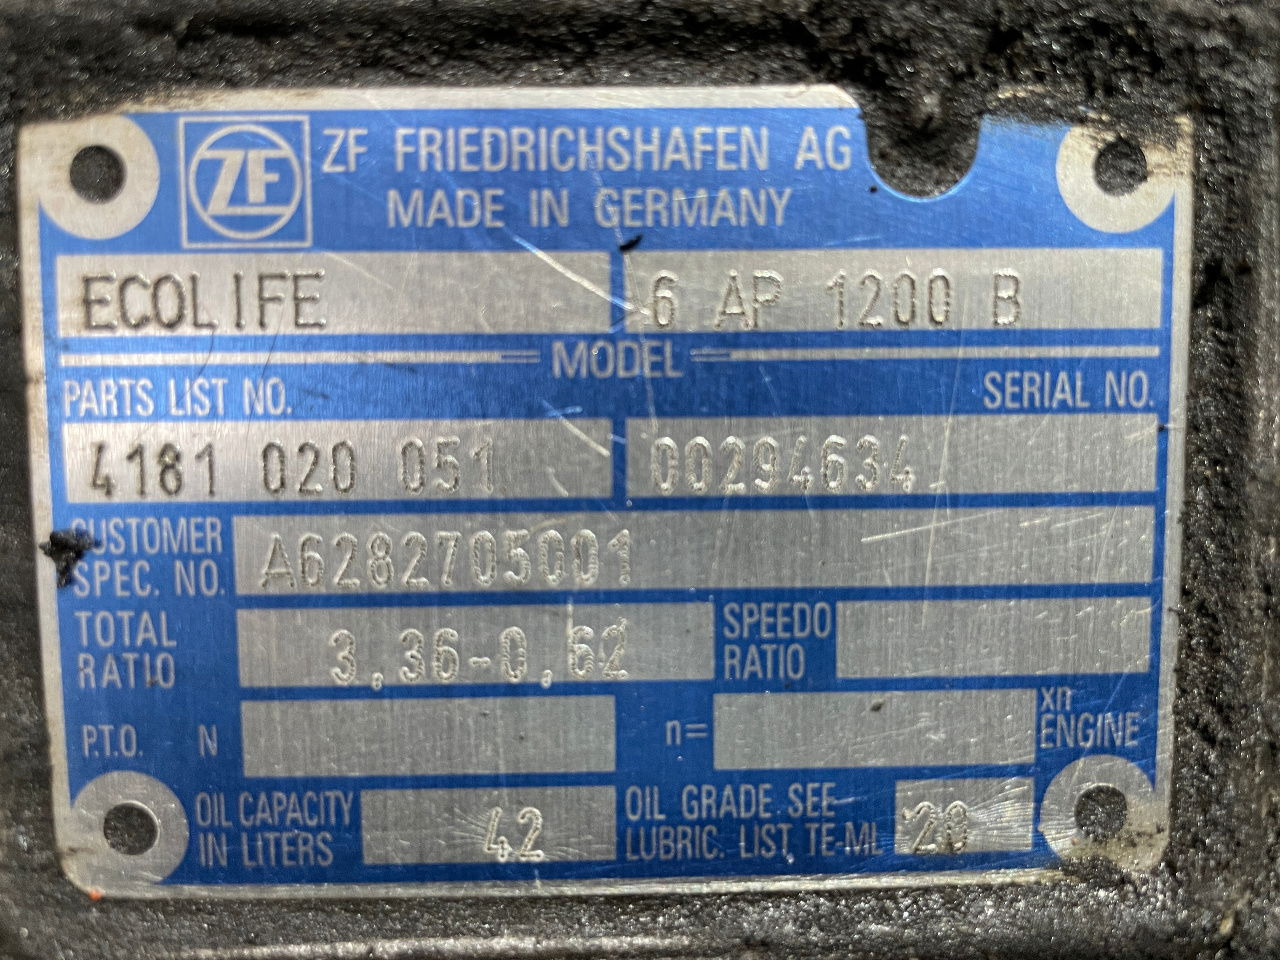 ZF ZF FRIEDRICHSHAFEN AG
MADE IN GERMANY
ECOLIFE 6 AP 1200 B
MODEL
PARTS LIST NO. SERIAL NO.
4181 020 051 00294634
CUSTOMER SPEC. NO. A6282705001
TOTAL RATIO 3,36-0,62 SPEEDO RATIO
P.T.O. N n= xn ENGINE
OIL CAPACITY IN LITERS 42 OIL GRADE SEE LUBRIC. LIST TE-ML 20